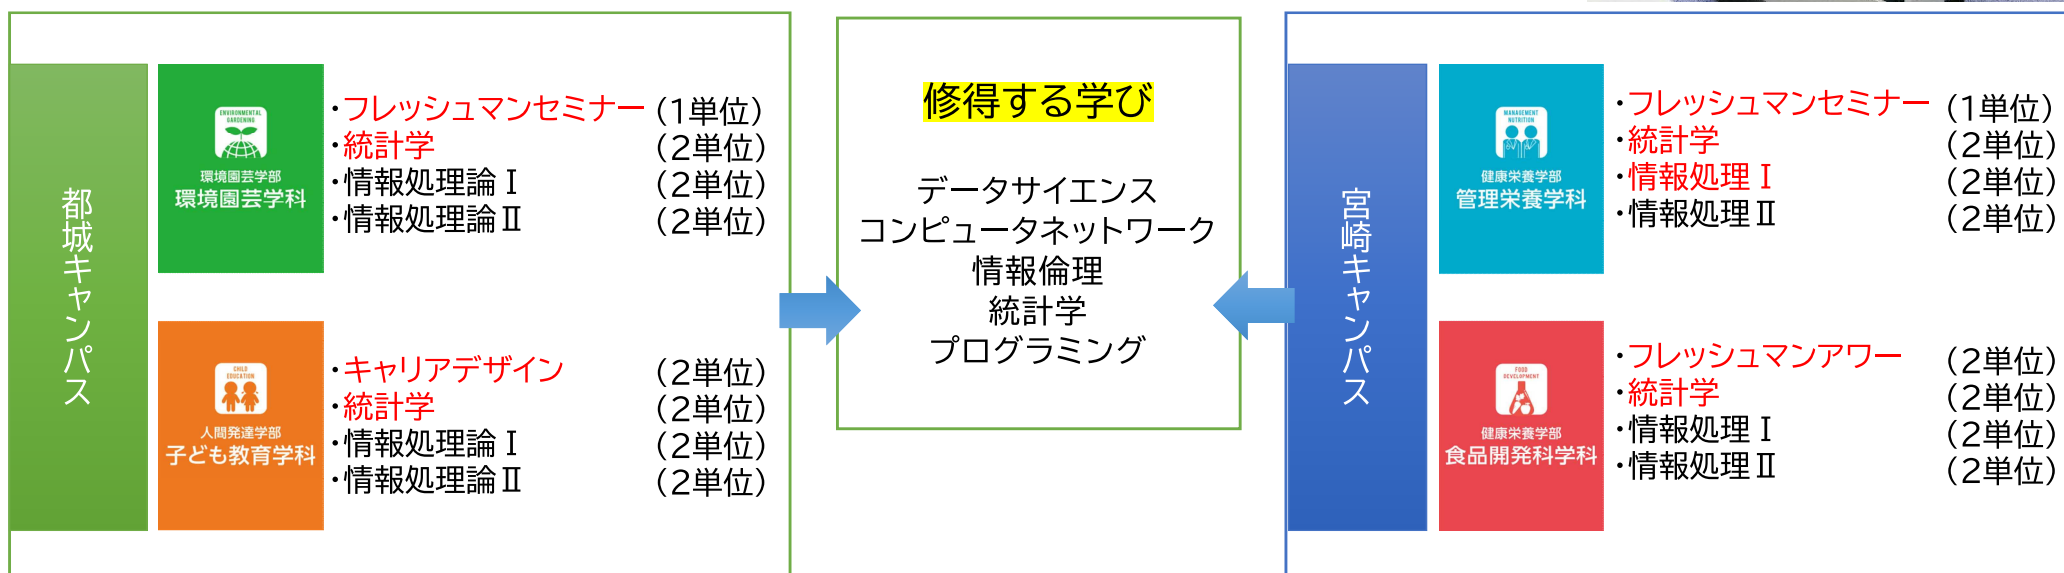 都城キャンパス
ENVIRONMENTAL
GARDENING
環境園芸学部
環境園芸学科
・フレッシュマンセミナー (1単位)
・統計学 (2単位)
・情報処理論Ⅰ (2単位)
・情報処理論Ⅱ (2単位)
CHILD
EDUCATION
人間発達学部
子ども教育学科
・キャリアデザイン (2単位)
・統計学 (2単位)
・情報処理論Ⅰ (2単位)
・情報処理論Ⅱ (2単位)
修得する学び
データサイエンス
コンピュータネットワーク
情報倫理
統計学
プログラミング
宮崎キャンパス
MANAGEMENT
NUTRITION
健康栄養学部
管理栄養学科
・フレッシュマンセミナー (1単位)
・統計学 (2単位)
・情報処理Ⅰ (2単位)
・情報処理Ⅱ (2単位)
FOOD
DEVELOPMENT
健康栄養学部
食品開発科学科
・フレッシュマンアワー (2単位)
・統計学 (2単位)
・情報処理Ⅰ (2単位)
・情報処理Ⅱ (2単位)